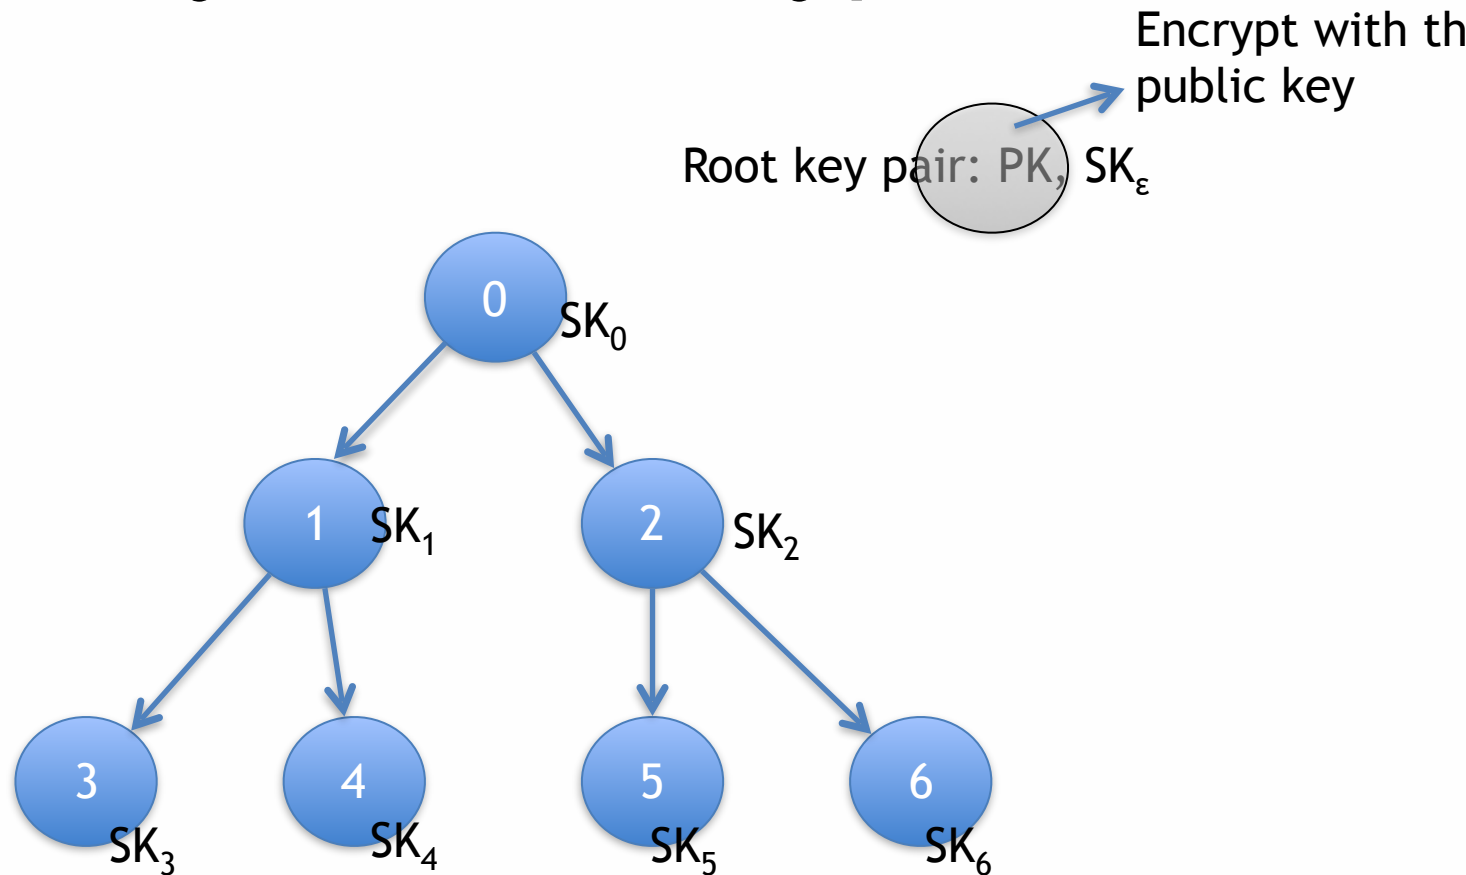 Encrypt with th
public key
Root key pair: PK, SKε
0
SK0
1
SK1
2
SK2
3
SK3
4
SK4
5
SK5
6
SK6